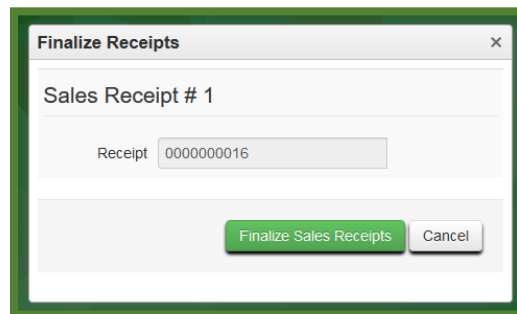 Finalize Receipts ×
Sales Receipt # 1
Receipt 0000000016
Finalize Sales Receipts Cancel